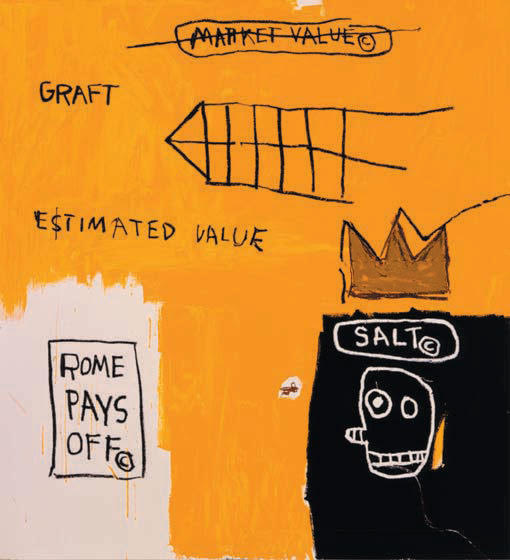 MARKET VALUE©
GRAFT
E$TIMATED VALUE
SALT©
ROME
PAYS
OFF©